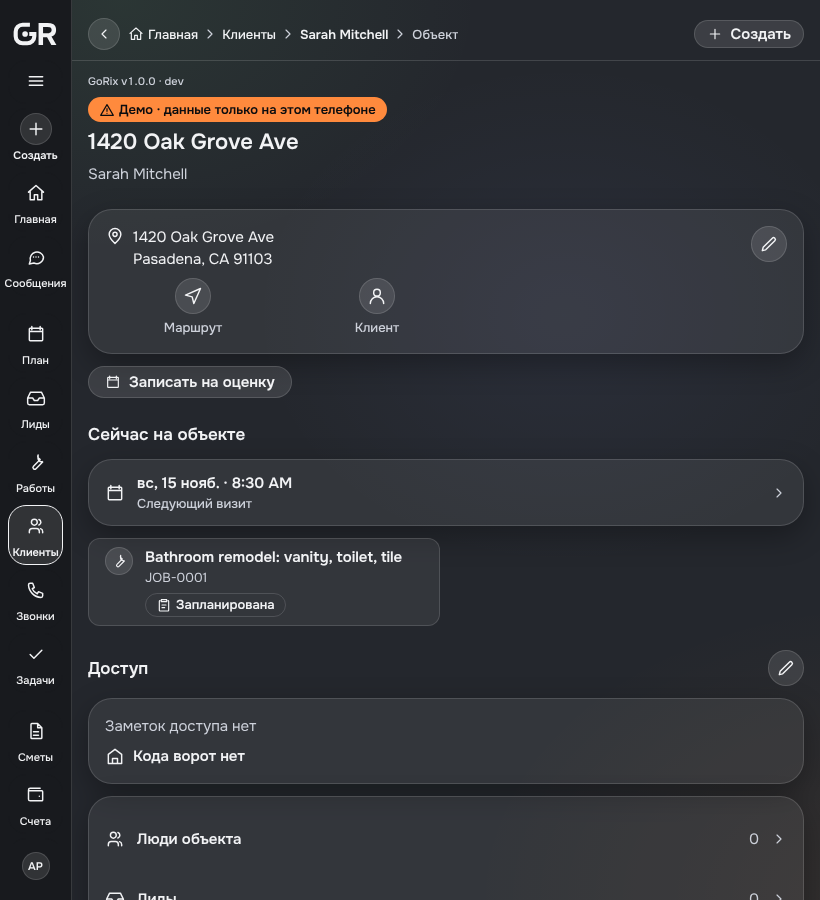 GR
Главная
Клиенты
Sarah Mitchell
Объект
Создать
GoRix v1.0.0 · dev
Демо · данные только на этом телефоне
1420 Oak Grove Ave
Sarah Mitchell
1420 Oak Grove Ave
Pasadena, CA 91103
Маршрут
Клиент
Записать на оценку
Сейчас на объекте
вс, 15 нояб. · 8:30 AM
Следующий визит
Bathroom remodel: vanity, toilet, tile
JOB-0001
Запланирована
Доступ
Заметок доступа нет
Кода ворот нет
Люди объекта
0
Лиды
0
Создать
Главная
Сообщения
План
Лиды
Работы
Клиенты
Звонки
Задачи
Сметы
Счета
AP